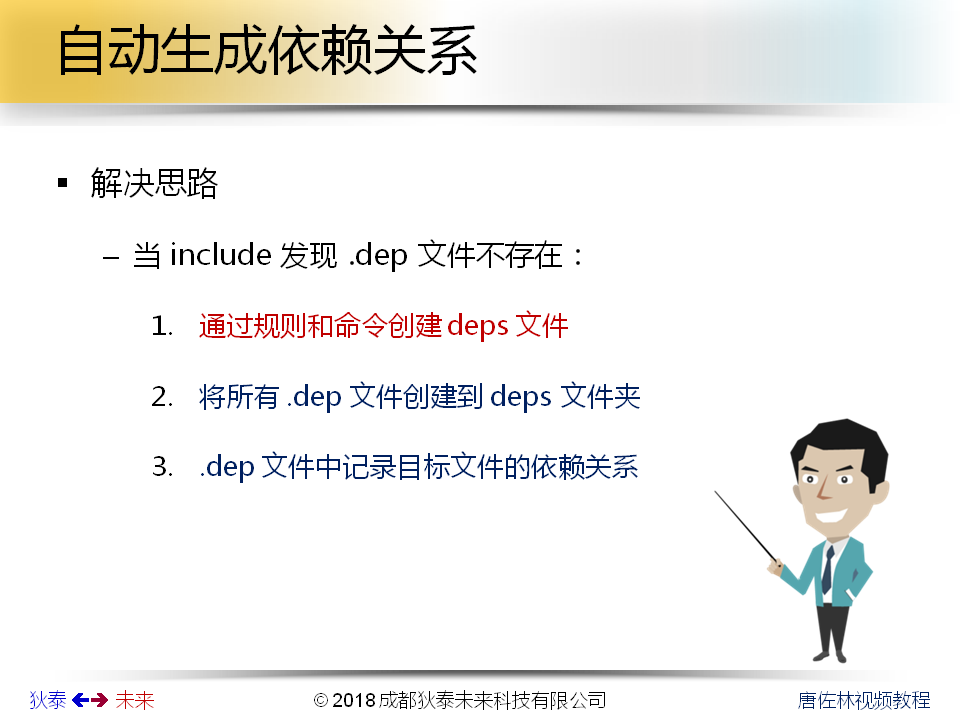 自动生成依赖关系
▪ 解决思路
– 当 include 发现 .dep 文件不存在：
1. 通过规则和命令创建 deps 文件
2. 将所有 .dep 文件创建到 deps 文件夹
3. .dep 文件中记录目标文件的依赖关系
狄泰 未来
© 2018 成都狄泰未来科技有限公司
唐佐林视频教程